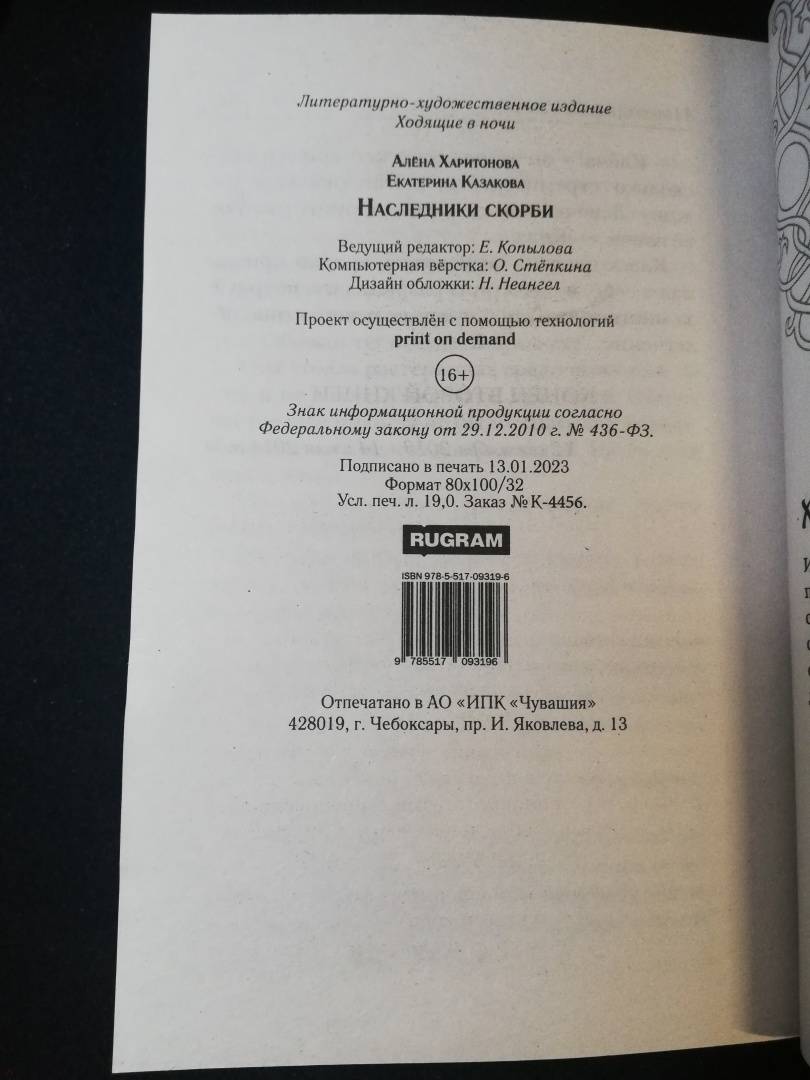 Литературно-художественное издание
Ходящие в ночи
Алёна Харитонова
Екатерина Казакова
Наследники скорби
Ведущий редактор: Е. Копылова
Компьютерная вёрстка: О. Стёпкина
Дизайн обложки: Н. Неангел
Проект осуществлён с помощью технологий
print on demand
16+
Знак информационной продукции согласно
Федеральному закону от 29.12.2010 г. № 436-ФЗ.
Подписано в печать 13.01.2023
Формат 80x100/32
Усл. печ. л. 19,0. Заказ № К-4456.
RUGRAM
ISBN 978-5-517-09319-6
9 785517 093196
Отпечатано в АО «ИПК «Чувашия»
428019, г. Чебоксары, пр. И. Яковлева, д. 13